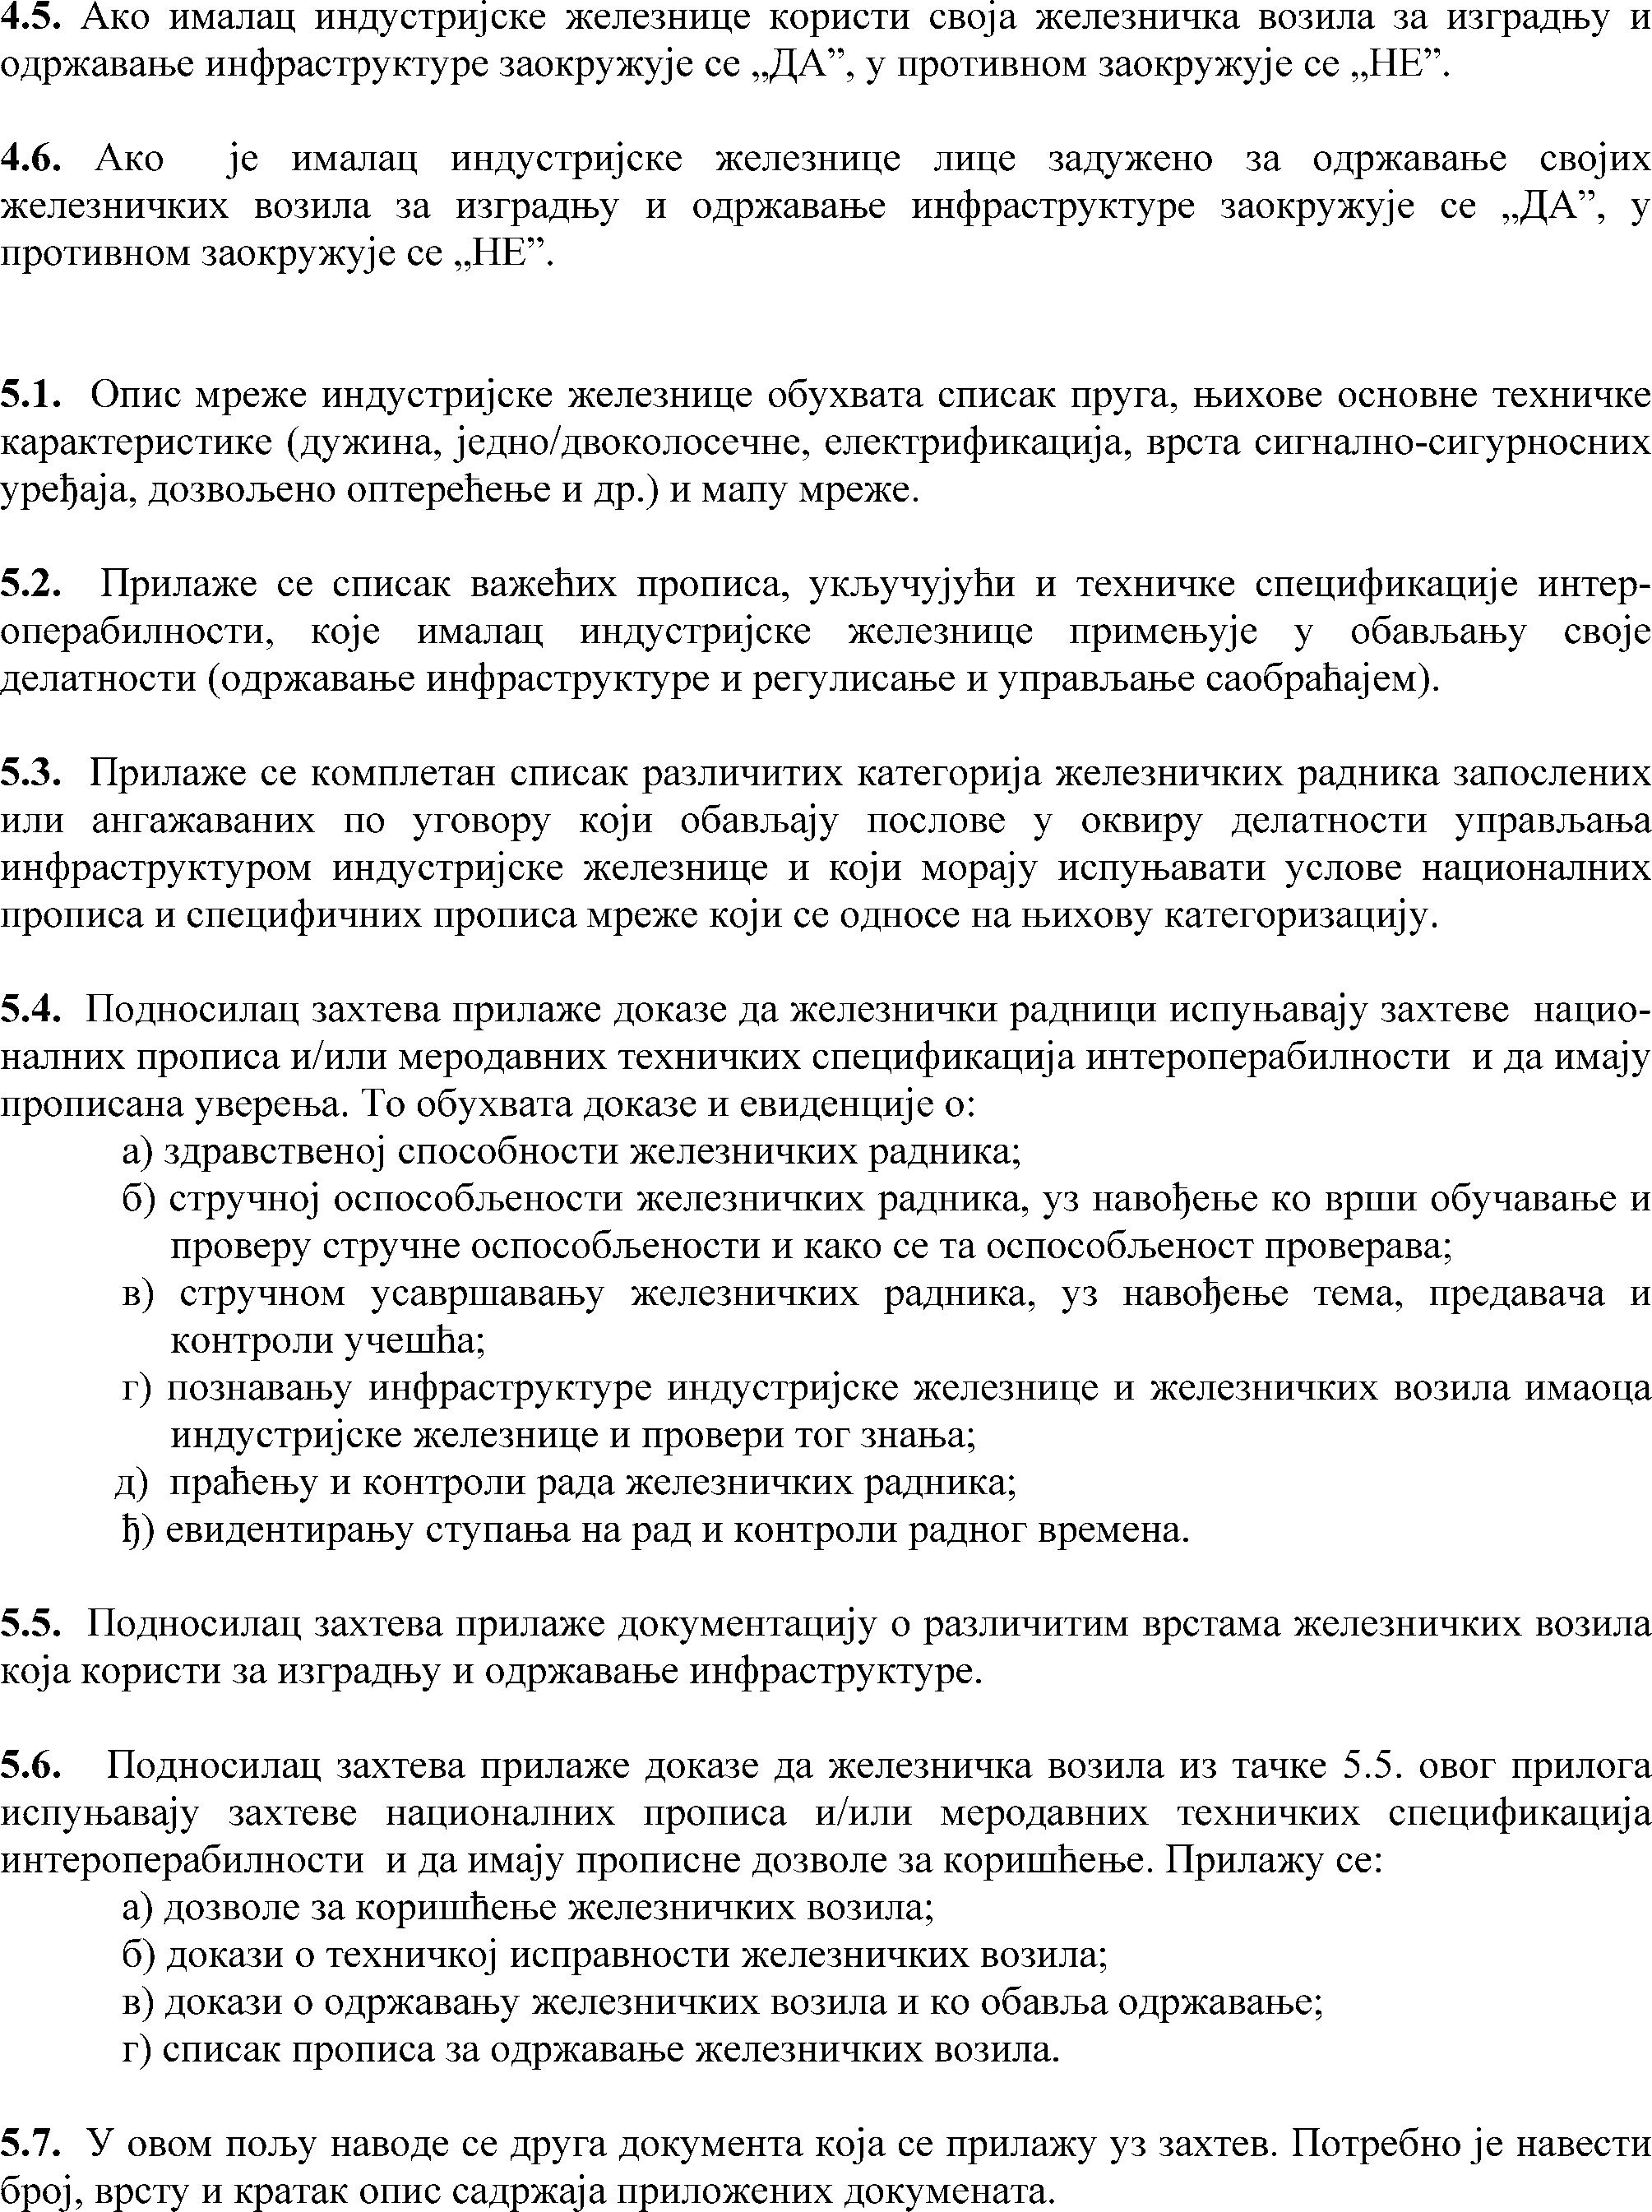 4.5. Ако ималац индустријске железнице користи своја железничка возила за изградњу и
одржавање инфраструктуре заокружује се „ДА”, у противном заокружује се „НЕ”.
4.6. Ако је ималац индустријске железнице лице задужено за одржавање својих
железничких возила за изградњу и одржавање инфраструктуре заокружује се „ДА”, у
противном заокружује се „НЕ”.
5.1. Опис мреже индустријске железнице обухвата списак пруга, њихове основне техничке
карактеристике (дужина, једно/двоколосечне, електрификација, врста сигнално-сигурносних
уређаја, дозвољено оптерећење и др.) и мапу мреже.
5.2. Прилаже се списак важећих прописа, укључујући и техничке спецификације интер-
операбилности, које ималац индустријске железнице примењује у обављању своје
делатности (одржавање инфраструктуре и регулисање и управљање саобраћајем).
5.3. Прилаже се комплетан списак различитих категорија железничких радника запослених
или ангажаваних по уговору који обављају послове у оквиру делатности управљања
инфраструктуром индустријске железнице и који морају испуњавати услове националних
прописа и специфичних прописа мреже који се односе на њихову категоризацију.
5.4. Подносилац захтева прилаже доказе да железнички радници испуњавају захтеве нацио-
налних прописа и/или меродавних техничких спецификација интероперабилности и да имају
прописана уверења. То обухвата доказе и евиденције о:
а) здравственој способности железничких радника;
б) стручној оспособљености железничких радника, уз навођење ко врши обучавање и
проверу стручне оспособљености и како се та оспособљеност проверава;
в) стручном усавршавању железничких радника, уз навођење тема, предавача и
контроли учешћа;
г) познавању инфраструктуре индустријске железнице и железничких возила имаоца
индустријске железнице и провери тог знања;
д) праћењу и контроли рада железничких радника;
ђ) евидентирању ступања на рад и контроли радног времена.
5.5. Подносилац захтева прилаже документацију о различитим врстама железничких возила
која користи за изградњу и одржавање инфраструктуре.
5.6. Подносилац захтева прилаже доказе да железничка возила из тачке 5.5. овог прилога
испуњавају захтеве националних прописа и/или меродавних техничких спецификација
интероперабилности и да имају прописне дозволе за коришћење. Прилажу се:
а) дозволе за коришћење железничких возила;
б) докази о техничкој исправности железничких возила;
в) докази о одржавању железничких возила и ко обавља одржавање;
г) списак прописа за одржавање железничких возила.
5.7. У овом пољу наводе се друга документа која се прилажу уз захтев. Потребно је навести
број, врсту и кратак опис садржаја приложених докумената.